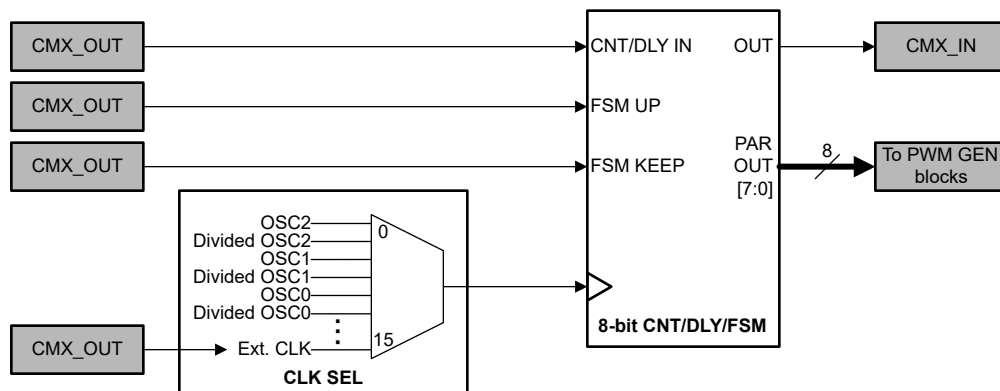 CMX_OUT
CNT/DLY IN
OUT
CMX_IN
CMX_OUT
FSM UP
CMX_OUT
FSM KEEP
PAR
OUT
[7:0]
8
To PWM GEN
blocks
OSC2
0
Divided OSC2
OSC1
Divided OSC1
OSC0
Divided OSC0
8-bit CNT/DLY/FSM
15
CMX_OUT
Ext. CLK
CLK SEL